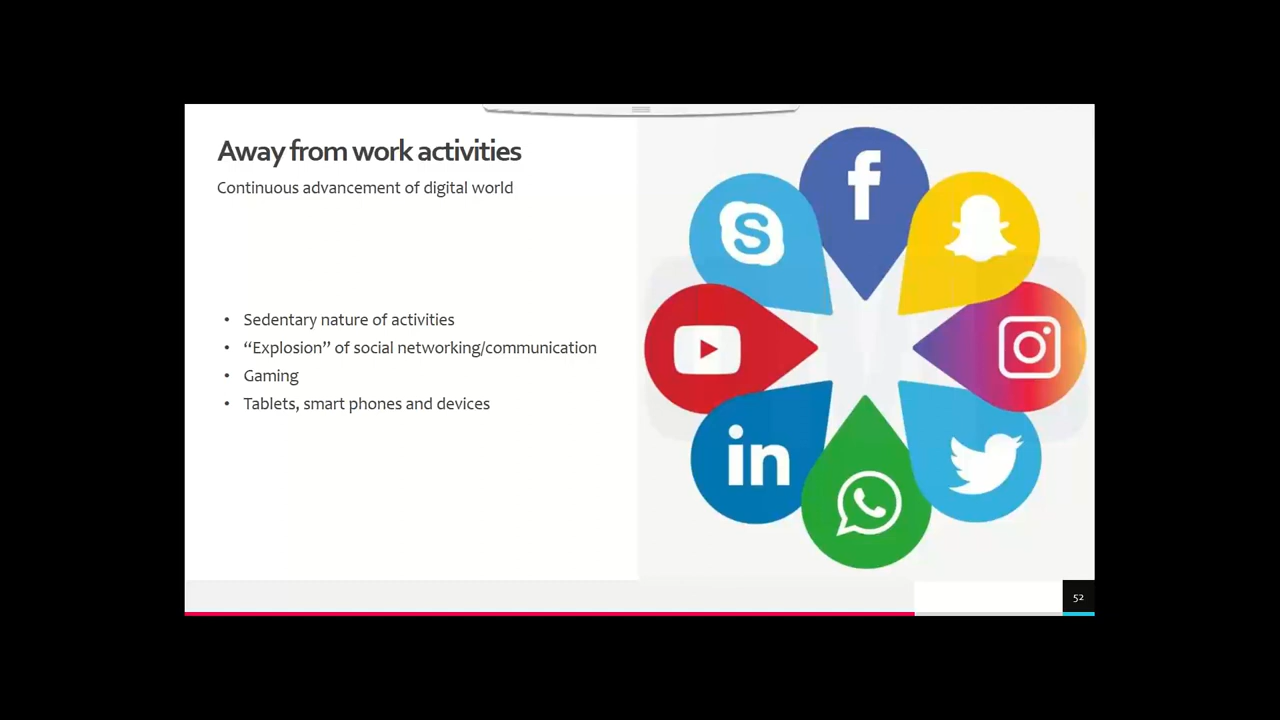 Away from work activities
Continuous advancement of digital world
• Sedentary nature of activities
• “Explosion” of social networking/communication
• Gaming
• Tablets, smart phones and devices
f
S
in
52